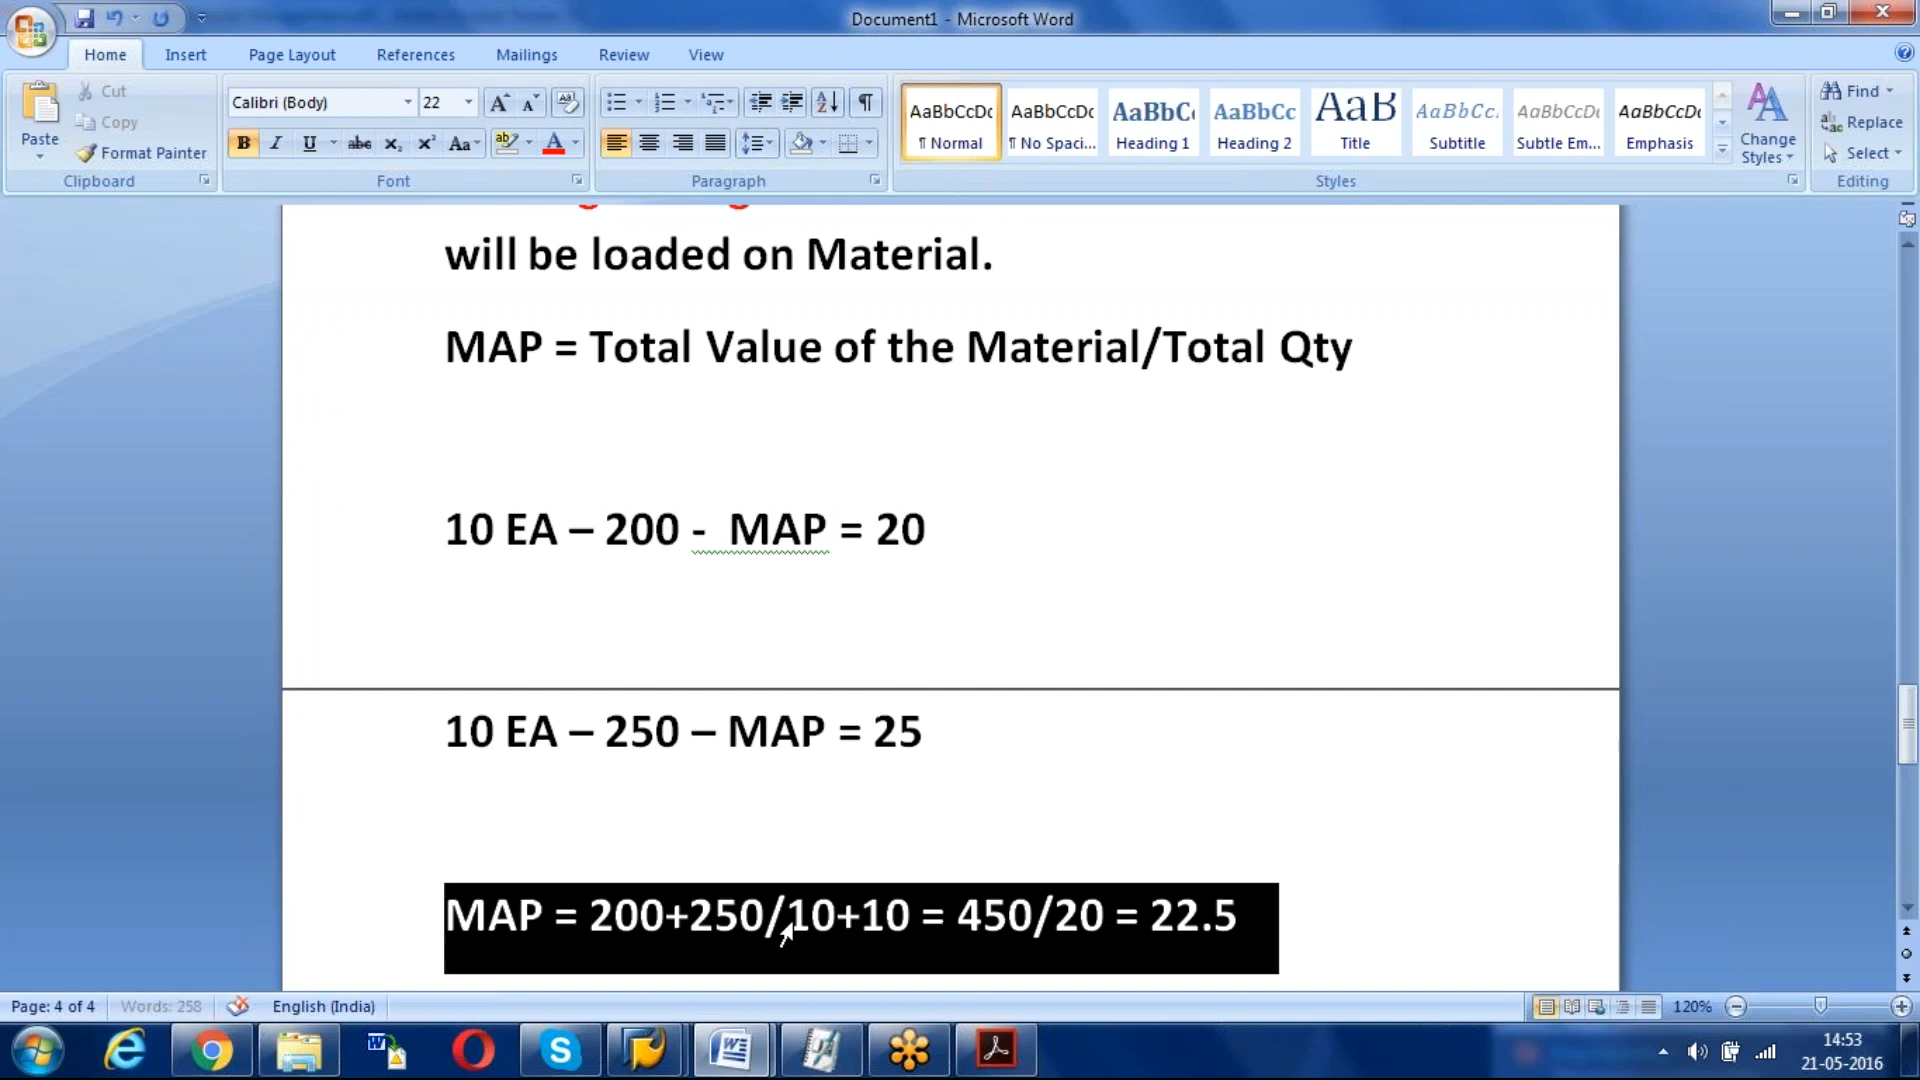 Document1 - Microsoft Word
Home Insert Page Layout References Mailings Review View
Paste
Cut
Copy
Format Painter
Clipboard
Calibri (Body) 22
Font
Paragraph
AaBbCcDc AaBbCcDc AaBbC AaBbCc AaB AaBbCc. AaBbCcDc AaBbCcDc
¶ Normal ¶ No Spaci... Heading 1 Heading 2 Title Subtitle Subtle Em... Emphasis
Change Styles
Styles
Find
Replace
Select
Editing
will be loaded on Material.
MAP = Total Value of the Material/Total Qty
10 EA – 200 - MAP = 20
10 EA – 250 – MAP = 25
MAP = 200+250/10+10 = 450/20 = 22.5
Page: 4 of 4 Words: 258 English (India) 120%
14:53
21-05-2016